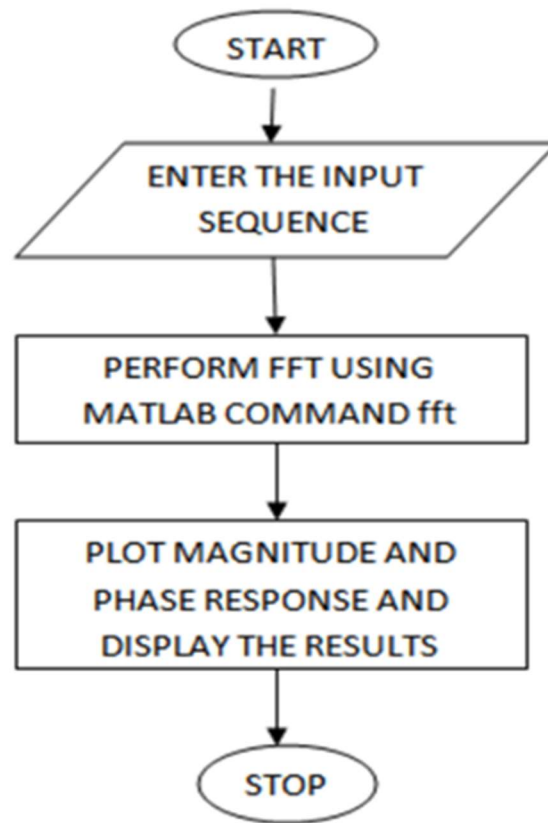 START
ENTER THE INPUT
SEQUENCE
PERFORM FFT USING
MATLAB COMMAND fft
PLOT MAGNITUDE AND
PHASE RESPONSE AND
DISPLAY THE RESULTS
STOP